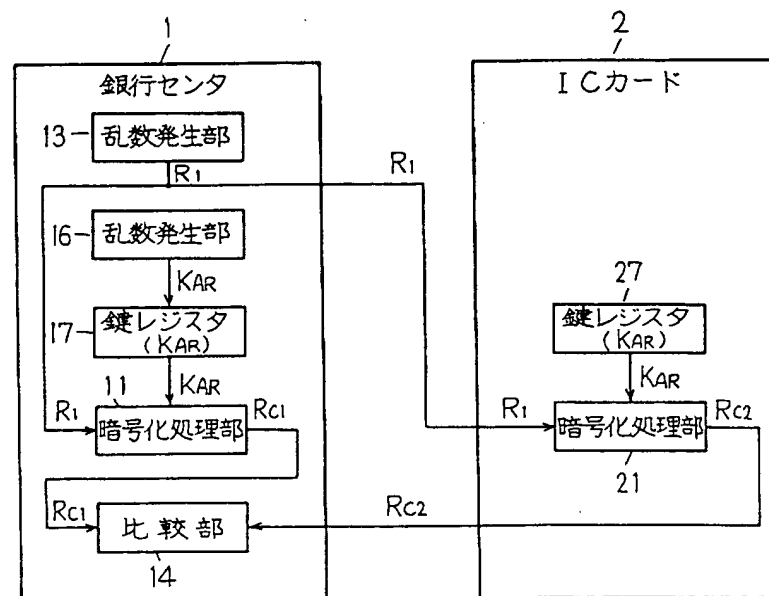 1
2
銀行センタ
ICカード
13
乱数発生部
R1
R1
16
乱数発生部
KAR
17
鍵レジスタ
(KAR)
27
鍵レジスタ
(KAR)
KAR
KAR
11
R1
暗号化処理部
RC1
R1
暗号化処理部
RC2
21
RC1
比較部
RC2
14